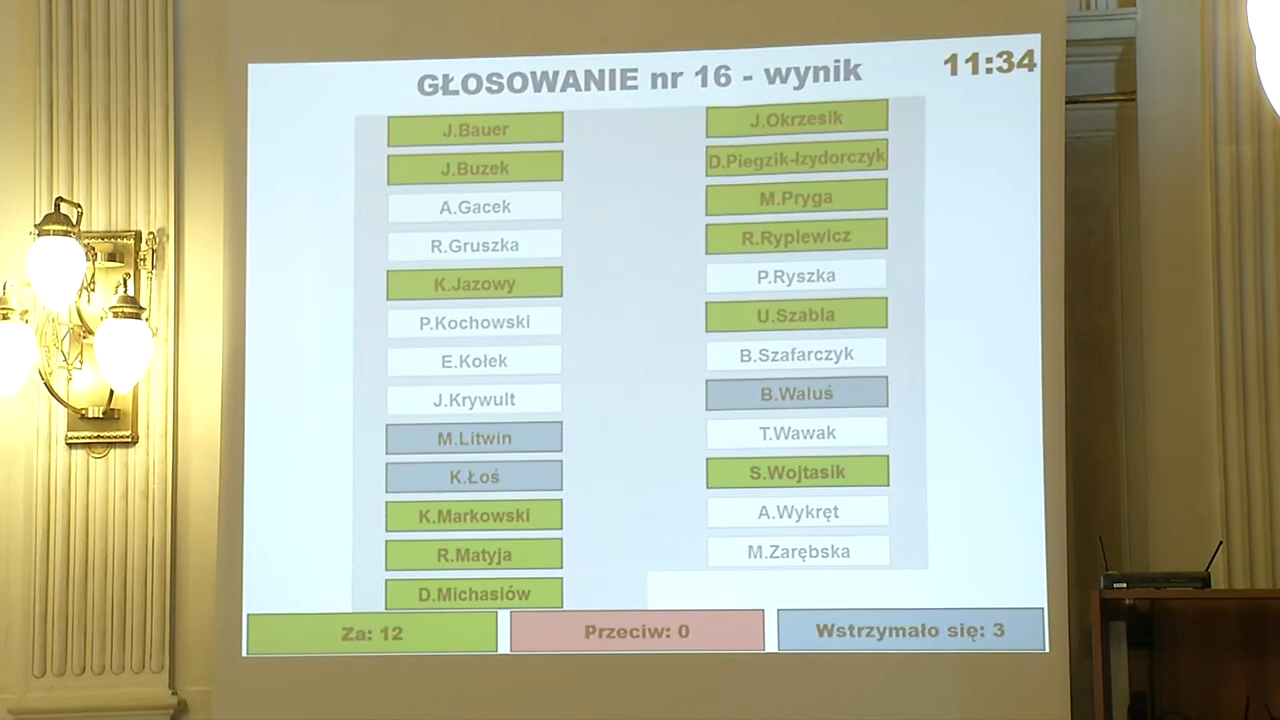 GŁOSOWANIE nr 16 - wynik
11:34
J.Bauer
J.Buzek
A.Gacek
R.Gruszka
K.Jazowy
P.Kochowski
E.Kołek
J.Krywult
M.Litwin
K.Łoś
K.Markowski
R.Matyja
D.Michasiów
J.Okrzesik
D.Piegzik-Izydorczyk
M.Pryga
R.Ryplewicz
P.Ryszka
U.Szabla
B.Szafarczyk
B.Waluś
T.Wawak
S.Wojtasik
A.Wykręt
M.Zarębska
Za: 12
Przeciw: 0
Wstrzymało się: 3